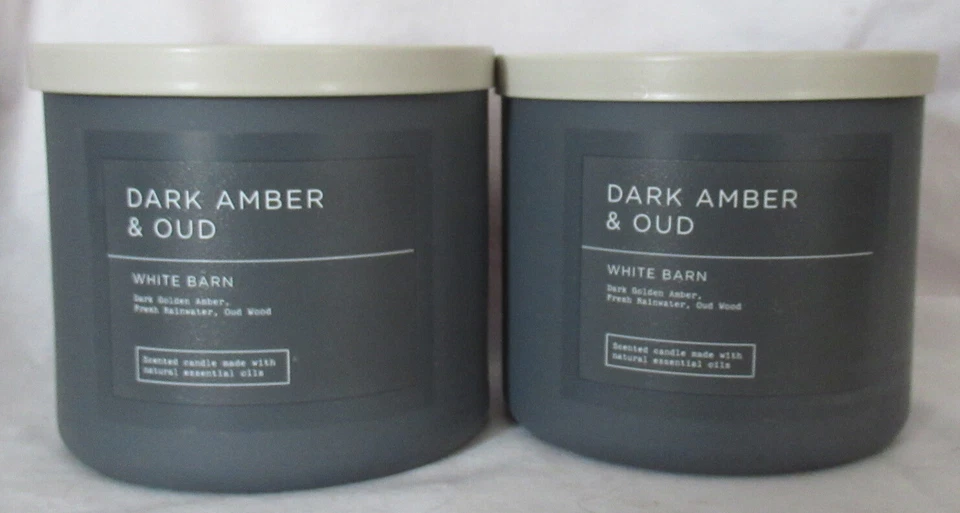 DARK AMBER
& OUD
WHITE BARN
Dark Golden Amber,
Fresh Rainwater, Oud Wood
Scented candle made with
natural essential oils
DARK AMBER
& OUD
WHITE BARN
Dark Golden Amber,
Fresh Rainwater, Oud Wood
Scented candle made with
natural essential oils